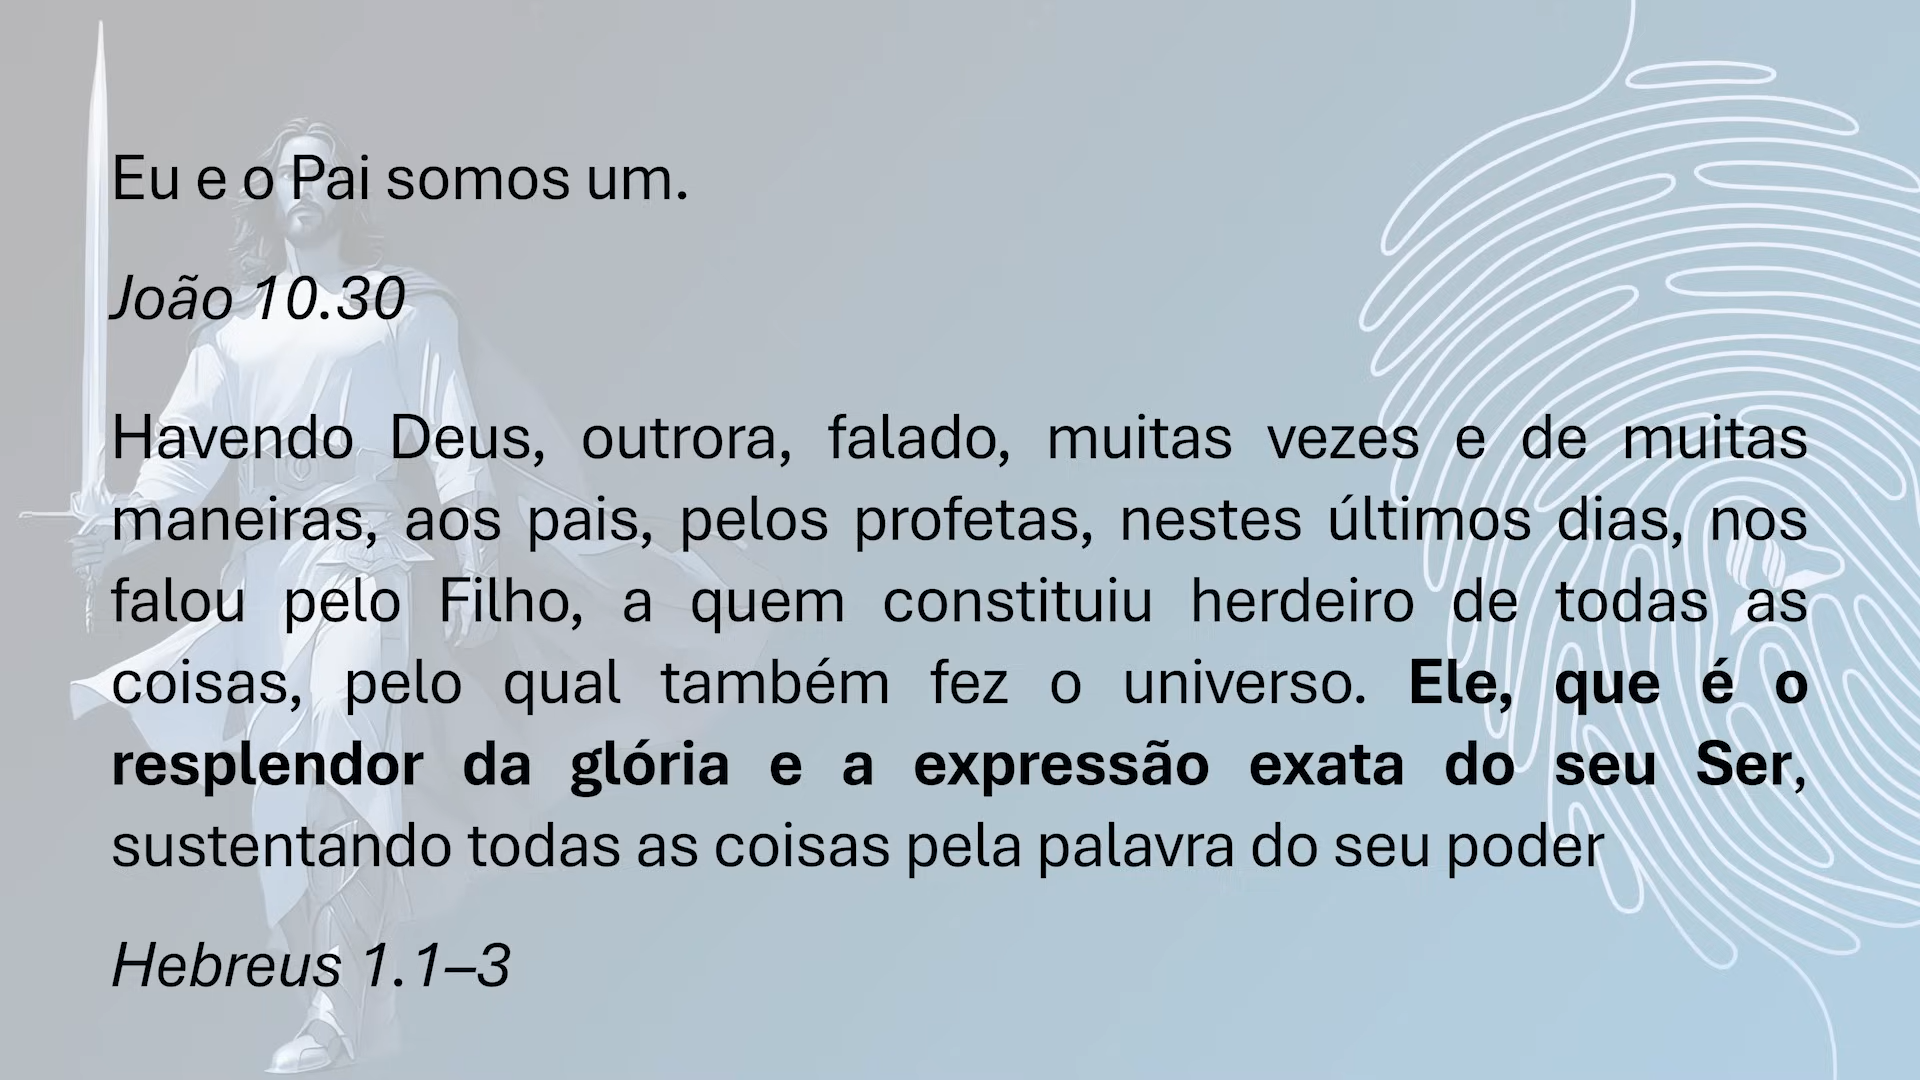 Eu e o Pai somos um.
João 10.30
Havendo Deus, outrora, falado, muitas vezes e de muitas
maneiras, aos pais, pelos profetas, nestes últimos dias, nos
falou pelo Filho, a quem constituiu herdeiro de todas as
coisas, pelo qual também fez o universo. Ele, que é o
resplendor da glória e a expressão exata do seu Ser,
sustentando todas as coisas pela palavra do seu poder
Hebreus 1.1–3